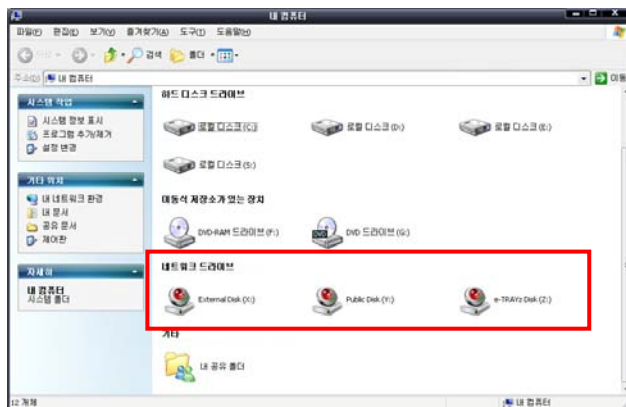 내 컴퓨터
파일(F) 편집(E) 보기(V) 즐겨찾기(A) 도구(T) 도움말(H)
검색 폴더
주소(D) 내 컴퓨터 이동
시스템 작업
시스템 정보 표시
프로그램 추가/제거
설정 변경
기타 위치
내 네트워크 환경
내 문서
공유 문서
제어판
자세히
내 컴퓨터
시스템 폴더
하드 디스크 드라이브
로컬 디스크 (C:) 로컬 디스크 (D:) 로컬 디스크 (E:)
로컬 디스크 (S:)
이동식 저장소가 있는 장치
DVD-RAM 드라이브 (F:) DVD 드라이브 (G:)
네트워크 드라이브
External Disk (X:) Public Disk (Y:) e-TRAYz Disk (Z:)
기타
내 공유 폴더
12 개체 내 컴퓨터